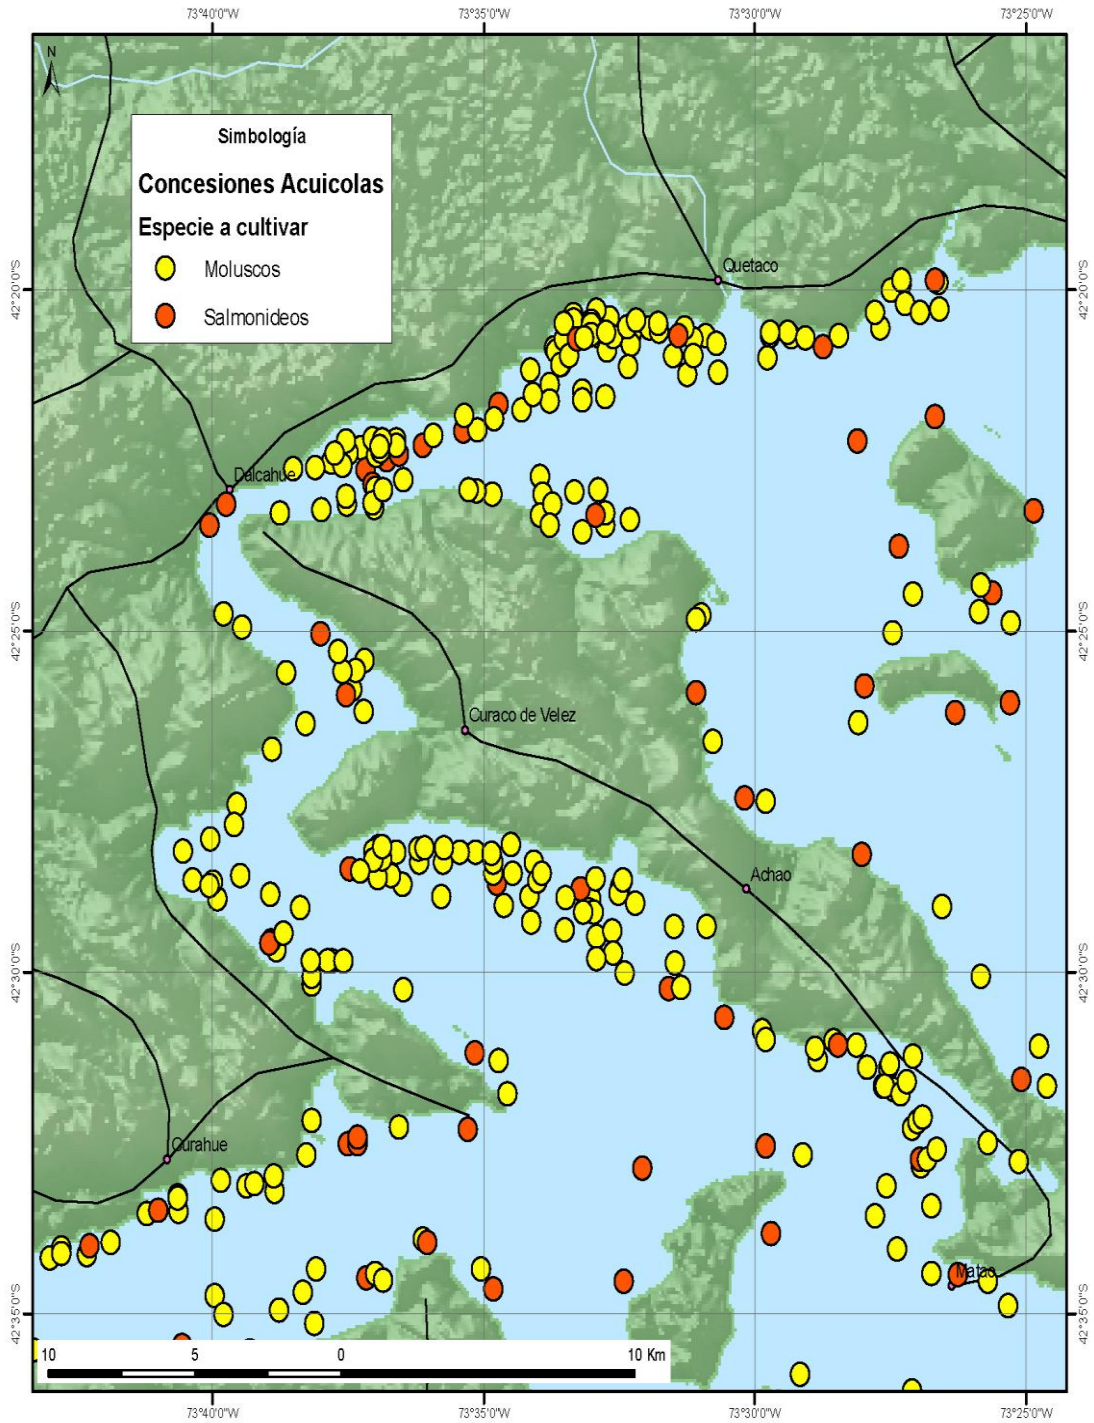 73°40'0"W 73°35'0"W 73°30'0"W 73°25'0"W
N
Simbología
Concesiones Acuicolas
Especie a cultivar
Moluscos
Salmonideos
Quetaco
42°20'0"S 42°20'0"S
Dalcahue
42°25'0"S 42°25'0"S
Curaco de Velez
Achao
42°30'0"S 42°30'0"S
Curahue
Matao
42°35'0"S 42°35'0"S
10 5 0 10 Km
73°40'0"W 73°35'0"W 73°30'0"W 73°25'0"W